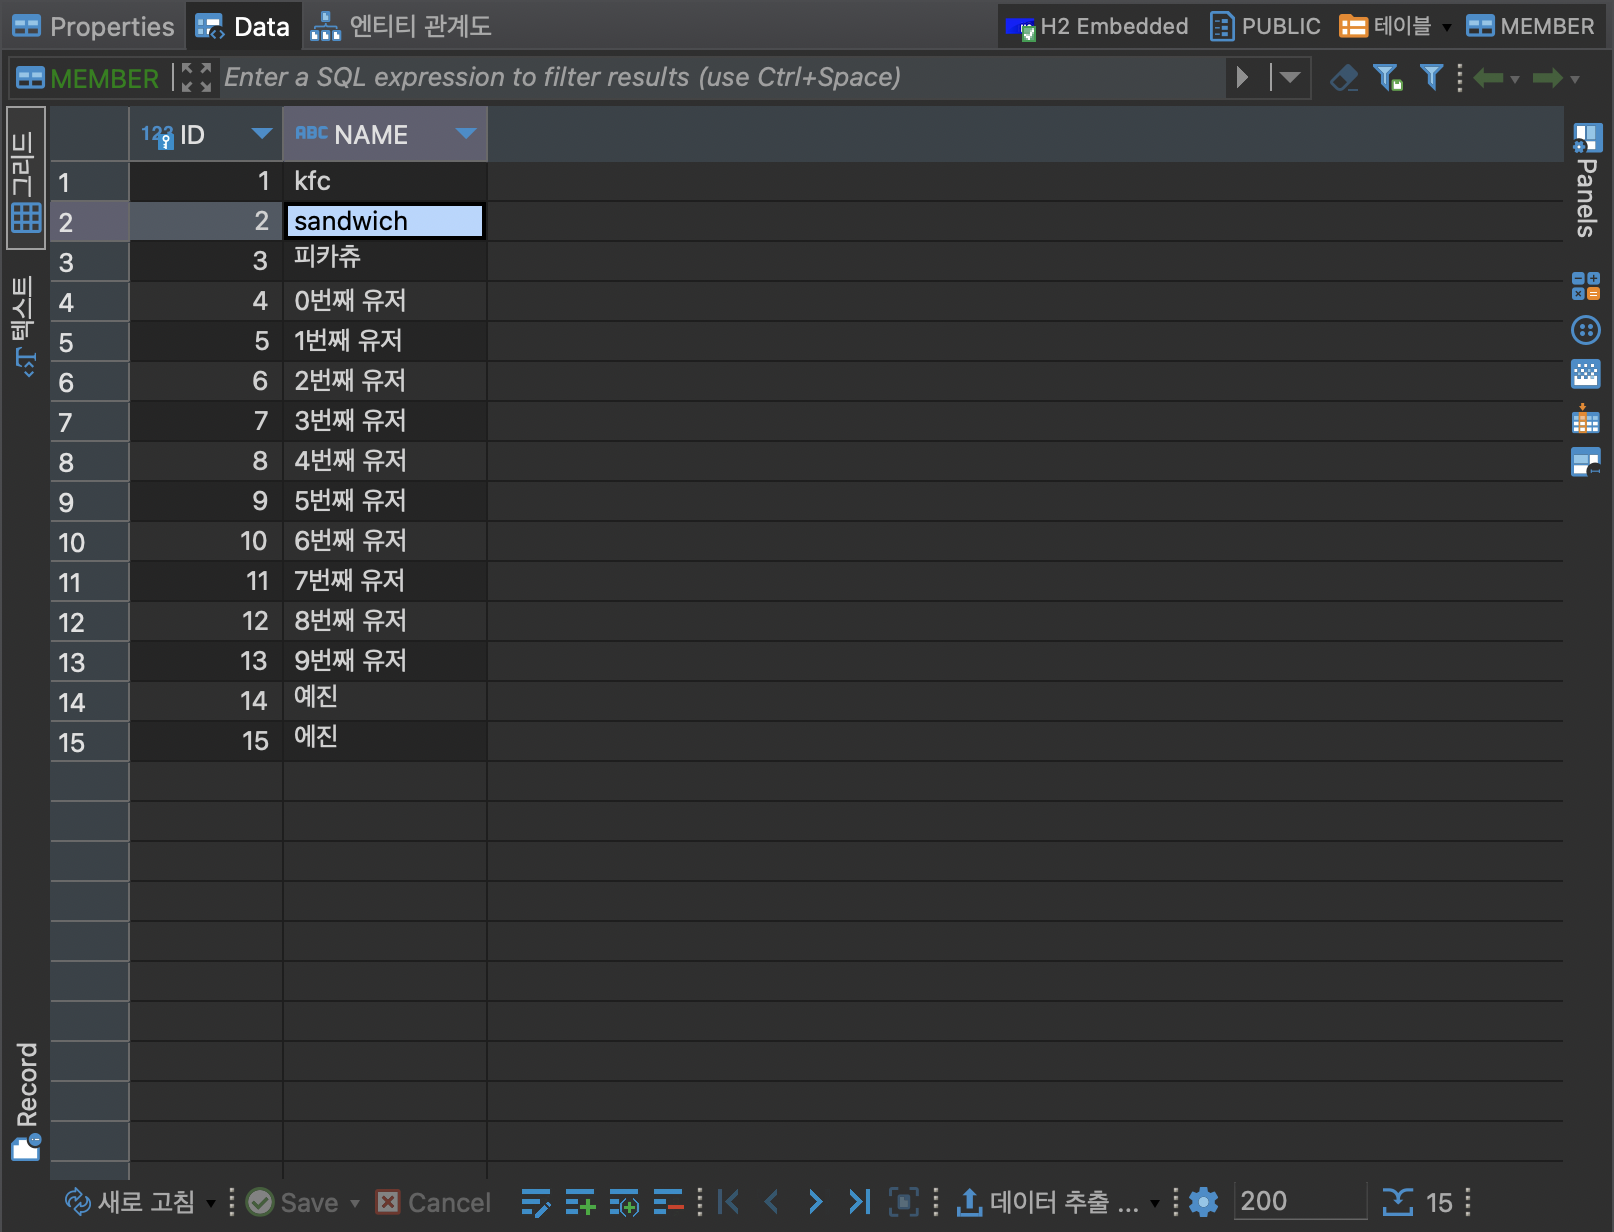 Properties Data 엔티티 관계도 H2 Embedded PUBLIC 테이블 MEMBER
MEMBER Enter a SQL expression to filter results (use Ctrl+Space)
그리드
텍스트
Record
Panels
123 ID ABC NAME
1 1 kfc
2 2 sandwich
3 3 피카츄
4 4 0번째 유저
5 5 1번째 유저
6 6 2번째 유저
7 7 3번째 유저
8 8 4번째 유저
9 9 5번째 유저
10 10 6번째 유저
11 11 7번째 유저
12 12 8번째 유저
13 13 9번째 유저
14 14 예진
15 15 에진
새로 고침 Save Cancel 데이터 추출 ... 200 15